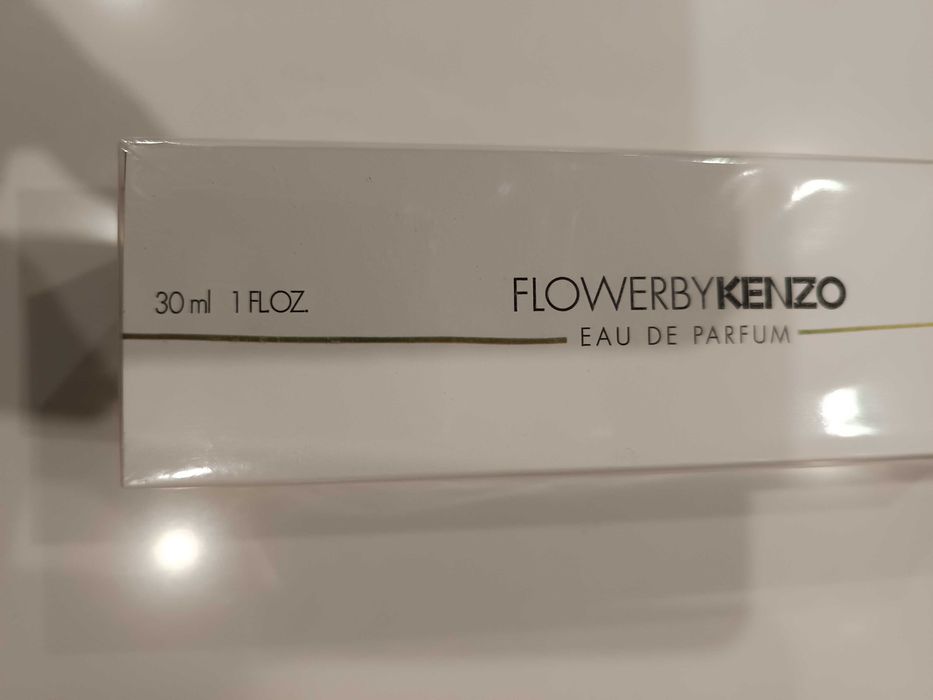 30 ml 1 FL.OZ.
FLOWERBYKENZO
EAU DE PARFUM